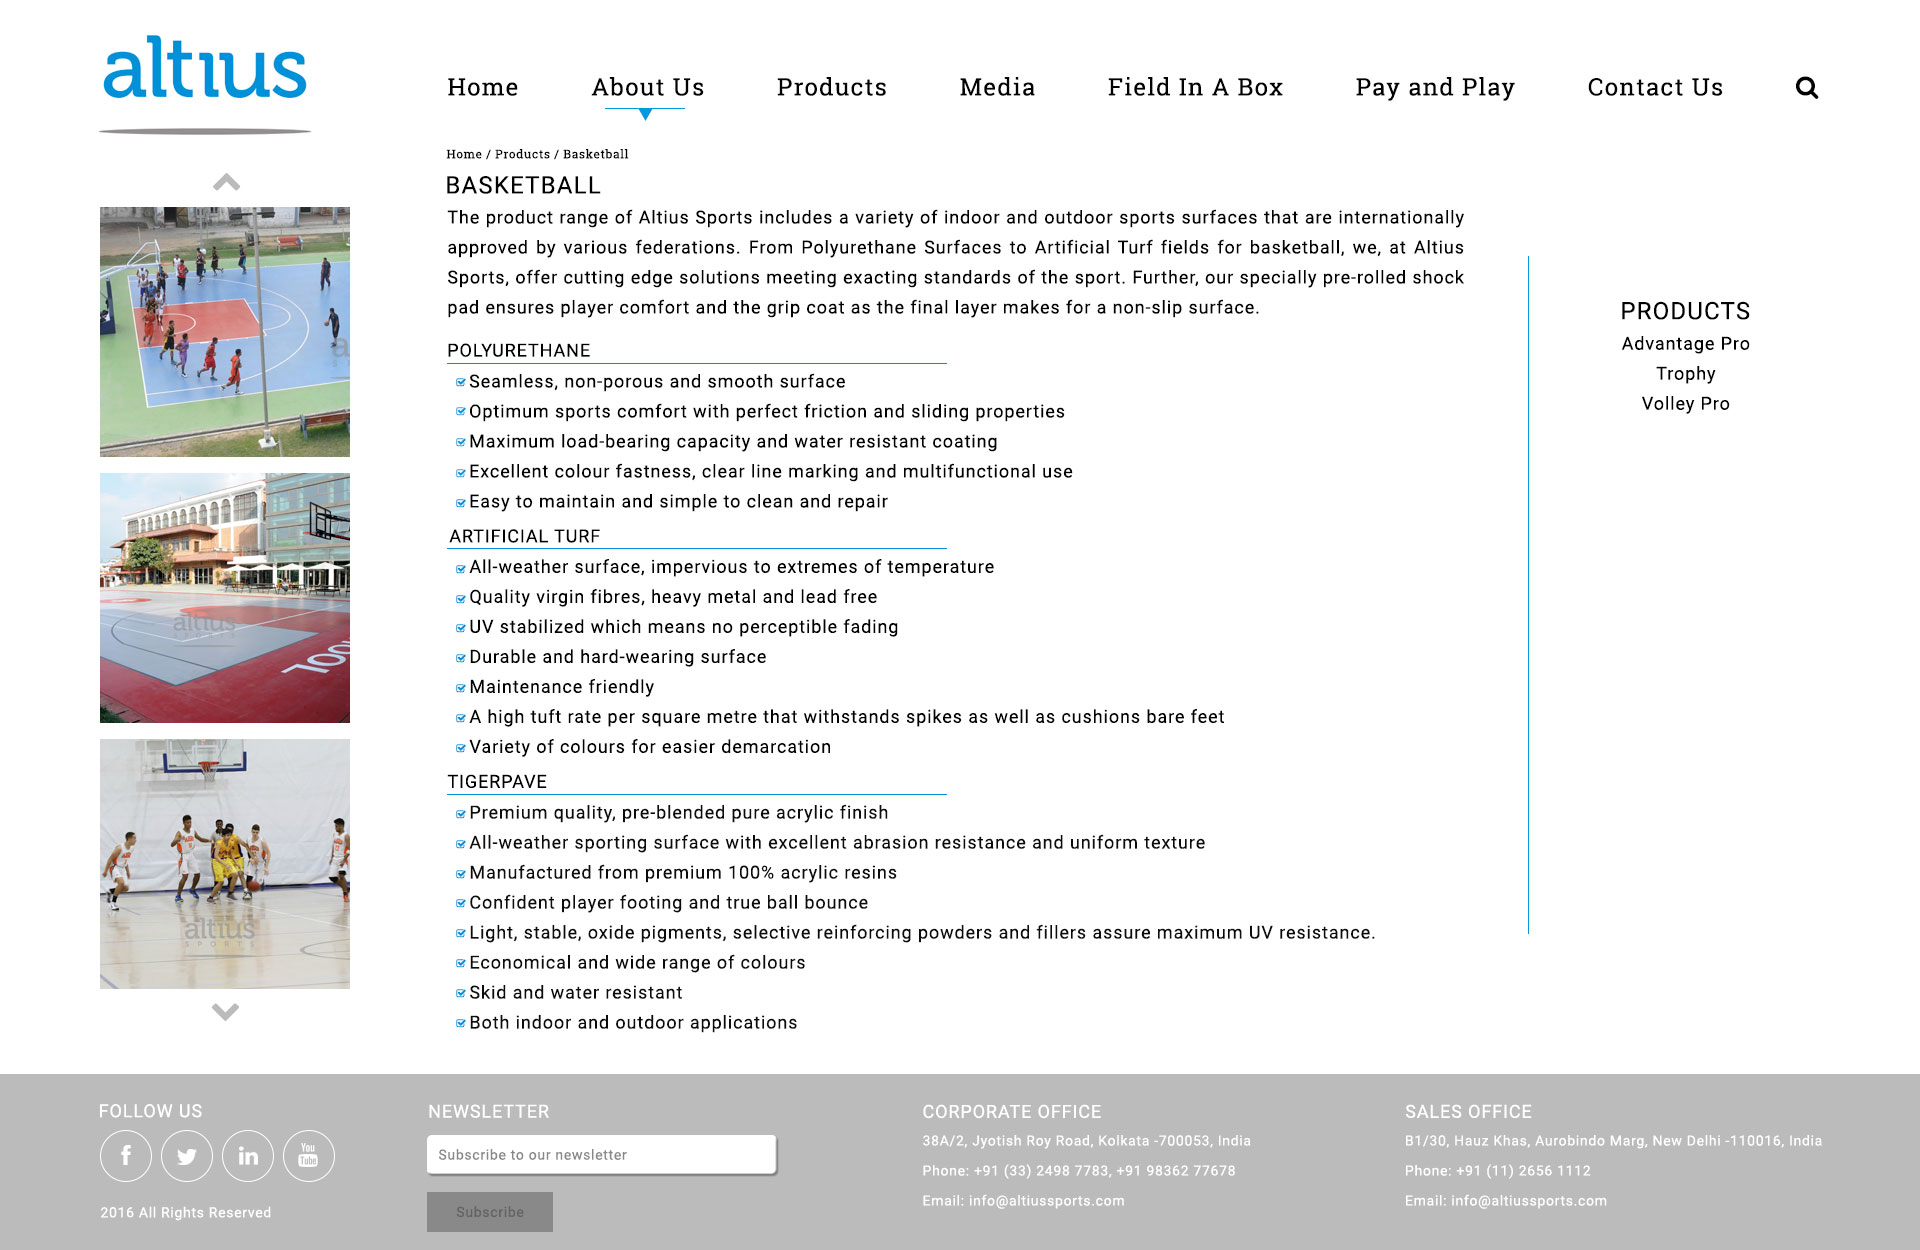 altius
Home About Us Products Media Field In A Box Pay and Play Contact Us
Home / Products / Basketball
BASKETBALL
The product range of Altius Sports includes a variety of indoor and outdoor sports surfaces that are internationally
approved by various federations. From Polyurethane Surfaces to Artificial Turf fields for basketball, we, at Altius
Sports, offer cutting edge solutions meeting exacting standards of the sport. Further, our specially pre-rolled shock
pad ensures player comfort and the grip coat as the final layer makes for a non-slip surface.
POLYURETHANE
Seamless, non-porous and smooth surface
Optimum sports comfort with perfect friction and sliding properties
Maximum load-bearing capacity and water resistant coating
Excellent colour fastness, clear line marking and multifunctional use
Easy to maintain and simple to clean and repair
ARTIFICIAL TURF
All-weather surface, impervious to extremes of temperature
Quality virgin fibres, heavy metal and lead free
UV stabilized which means no perceptible fading
Durable and hard-wearing surface
Maintenance friendly
A high tuft rate per square metre that withstands spikes as well as cushions bare feet
Variety of colours for easier demarcation
TIGERPAVE
Premium quality, pre-blended pure acrylic finish
All-weather sporting surface with excellent abrasion resistance and uniform texture
Manufactured from premium 100% acrylic resins
Confident player footing and true ball bounce
Light, stable, oxide pigments, selective reinforcing powders and fillers assure maximum UV resistance.
Economical and wide range of colours
Skid and water resistant
Both indoor and outdoor applications
PRODUCTS
Advantage Pro
Trophy
Volley Pro
altius
SPORTS
altius
SPORTS
FOLLOW US
You
Tube
2016 All Rights Reserved
NEWSLETTER
Subscribe to our newsletter
Subscribe
CORPORATE OFFICE
38A/2, Jyotish Roy Road, Kolkata -700053, India
Phone: +91 (33) 2498 7783, +91 98362 77678
Email: info@altiussports.com
SALES OFFICE
B1/30, Hauz Khas, Aurobindo Marg, New Delhi -110016, India
Phone: +91 (11) 2656 1112
Email: info@altiussports.com